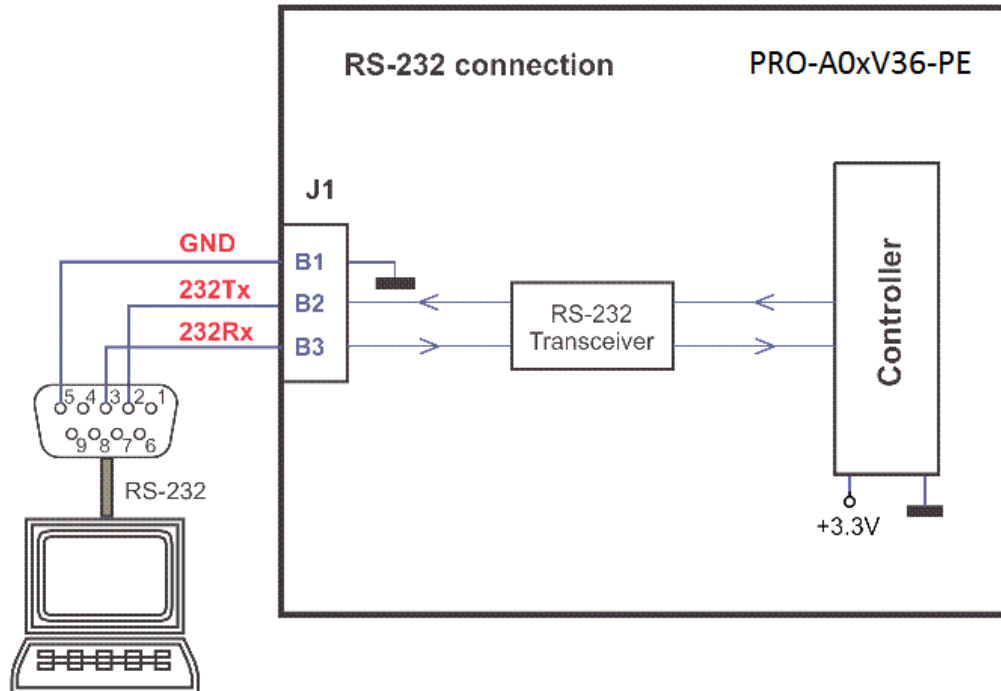 RS-232 connection
PRO-A0xV36-PE
J1
GND
B1
232Tx
B2
232Rx
B3
RS-232
Transceiver
Controller
5 4 3 2 1
9 8 7 6
RS-232
+3.3V